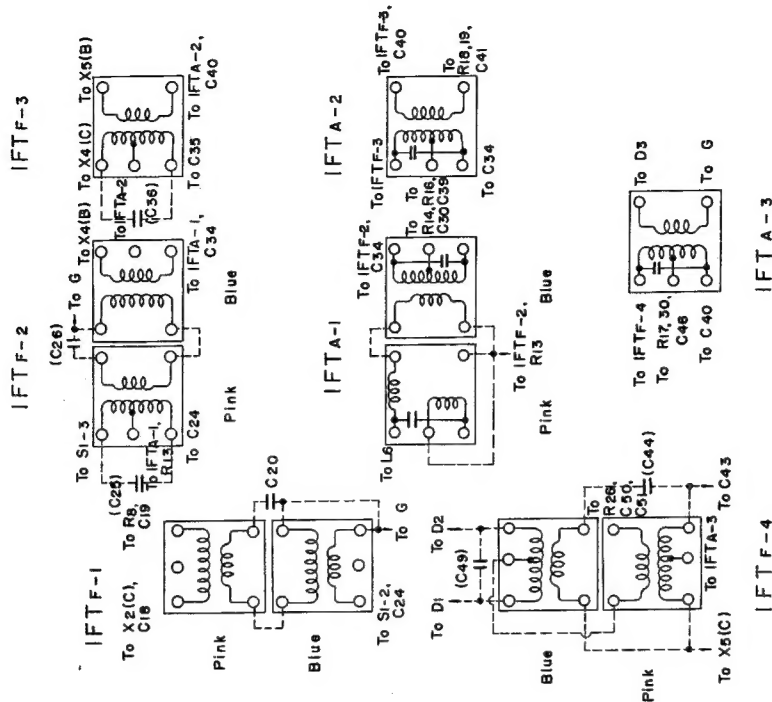 IFTF-1
To X2(C),
C18
To R8,
C19
Pink
C20
Blue
To S1-2,
C24
To G
IFTF-2
To S1-3
(C25)
To IFTA-1,
R13
To C24
Pink
(C26)
To G
To X4(B)
To IFTA-1,
C34
Blue
IFTF-3
To X4(C)
To IFTA-2
(C36)
To C35
To X5(B)
To IFTA-2,
C40
IFTF-4
To D1
To D2
(C49)
Blue
To
R26,
C50,
C51
(C44)
Pink
To X5(C)
To IFTA-3
To C43
IFTA-1
To L6
Pink
To IFTF-2,
R13
To IFTF-2,
C34
Blue
IFTA-2
To IFTF-3
To
R14, R16,
C30 C39
To C34
To IFTF-3,
C40
To
R18, 19,
C41
IFTA-3
To IFTF-4
To
R17, 30,
C46
To C40
To D3
To G